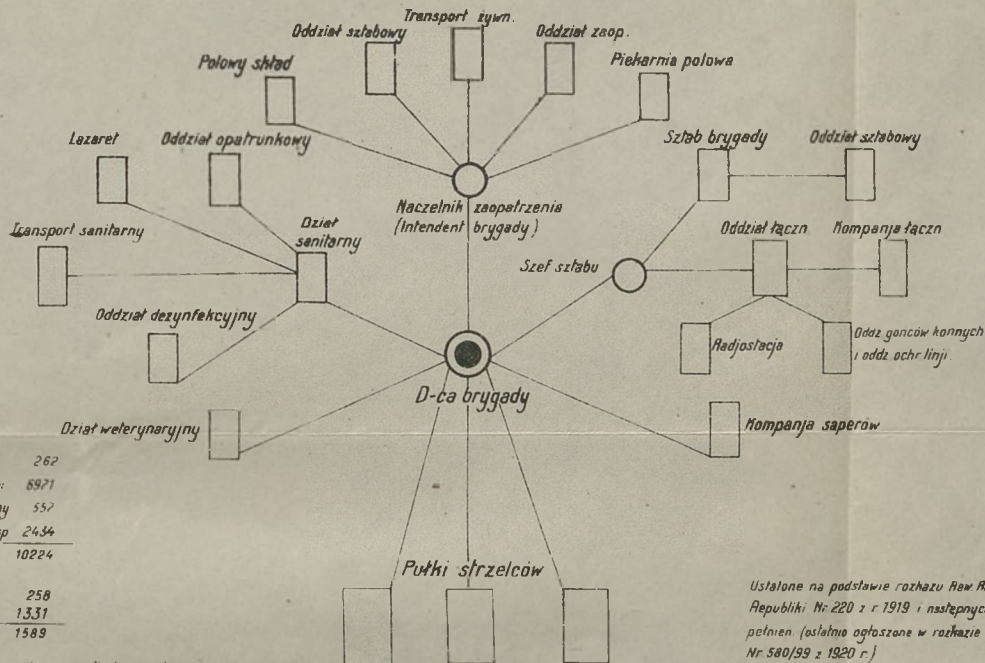 Transport żywn.
Oddział sztabowy
Oddział zaop.
Polowy skład
Piekarnia polowa
Lazaret
Oddział opatrunkowy
Sztab brygady
Oddział sztabowy
Naczelnik zaopatrzenia
(Intendent brygady)
Transport sanitarny
Dział
sanitarny
Oddział łączn
Kompanja łączn
Szef sztabu
Oddział dezynfekcyjny
Radjostacja
Oddz. gońców konnych
i oddz. ochr. linji.
D-ca brygady
Dział weterynaryjny
Kompanja saperów
262
6971
557
2434
10224
258
1331
1589
Pułki strzelców
Ustalone na podstawie rozkazu Rew.
Republiki Nr. 220 z r 1919 i następnyc
pełnien. (ostatnio ogłoszone w rozkazie
Nr 580/99 z 1920 r.)